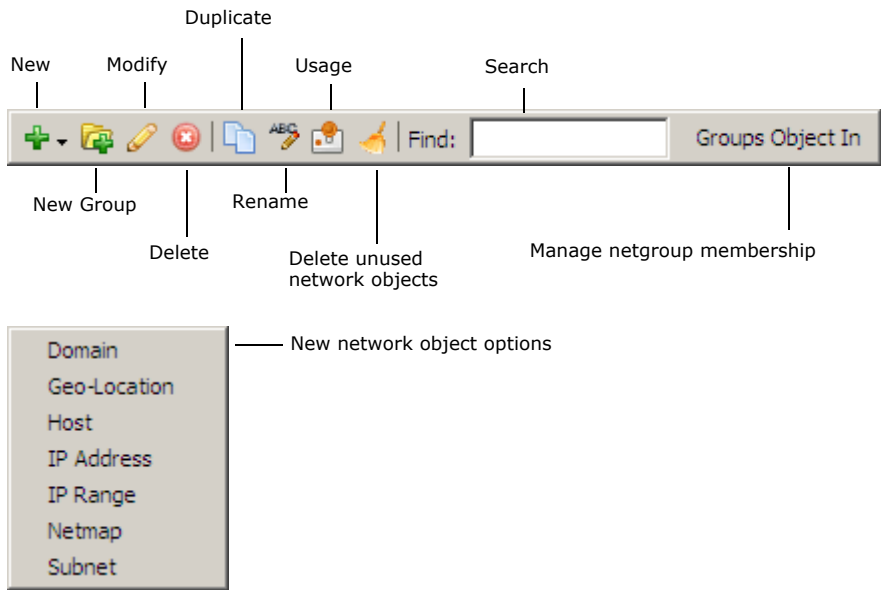 Duplicate
New
Modify
Usage
Search
ABC
Find:
Groups Object In
New Group
Rename
Delete
Delete unused
network objects
Manage netgroup membership
Domain
Geo-Location
Host
IP Address
IP Range
Netmap
Subnet
New network object options